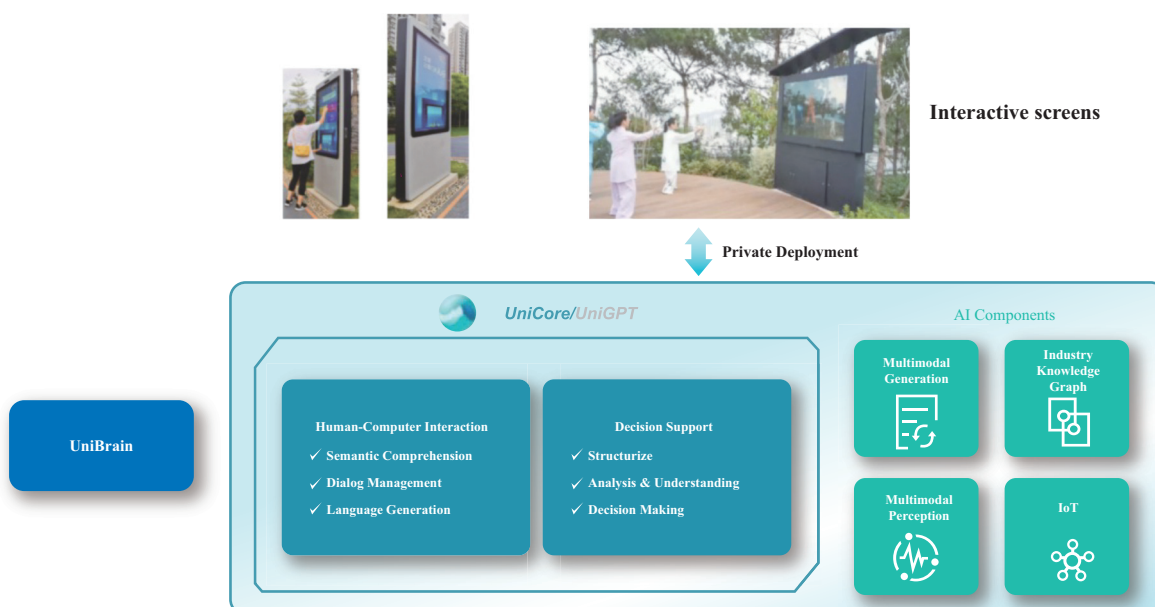 Interactive screens
Private Deployment
UniCore/UniGPT
AI Components
Multimodal
Generation
Industry
Knowledge
Graph
UniBrain
Human-Computer Interaction
✓ Semantic Comprehension
✓ Dialog Management
✓ Language Generation
Decision Support
✓ Structurize
✓ Analysis & Understanding
✓ Decision Making
Multimodal
Perception
IoT